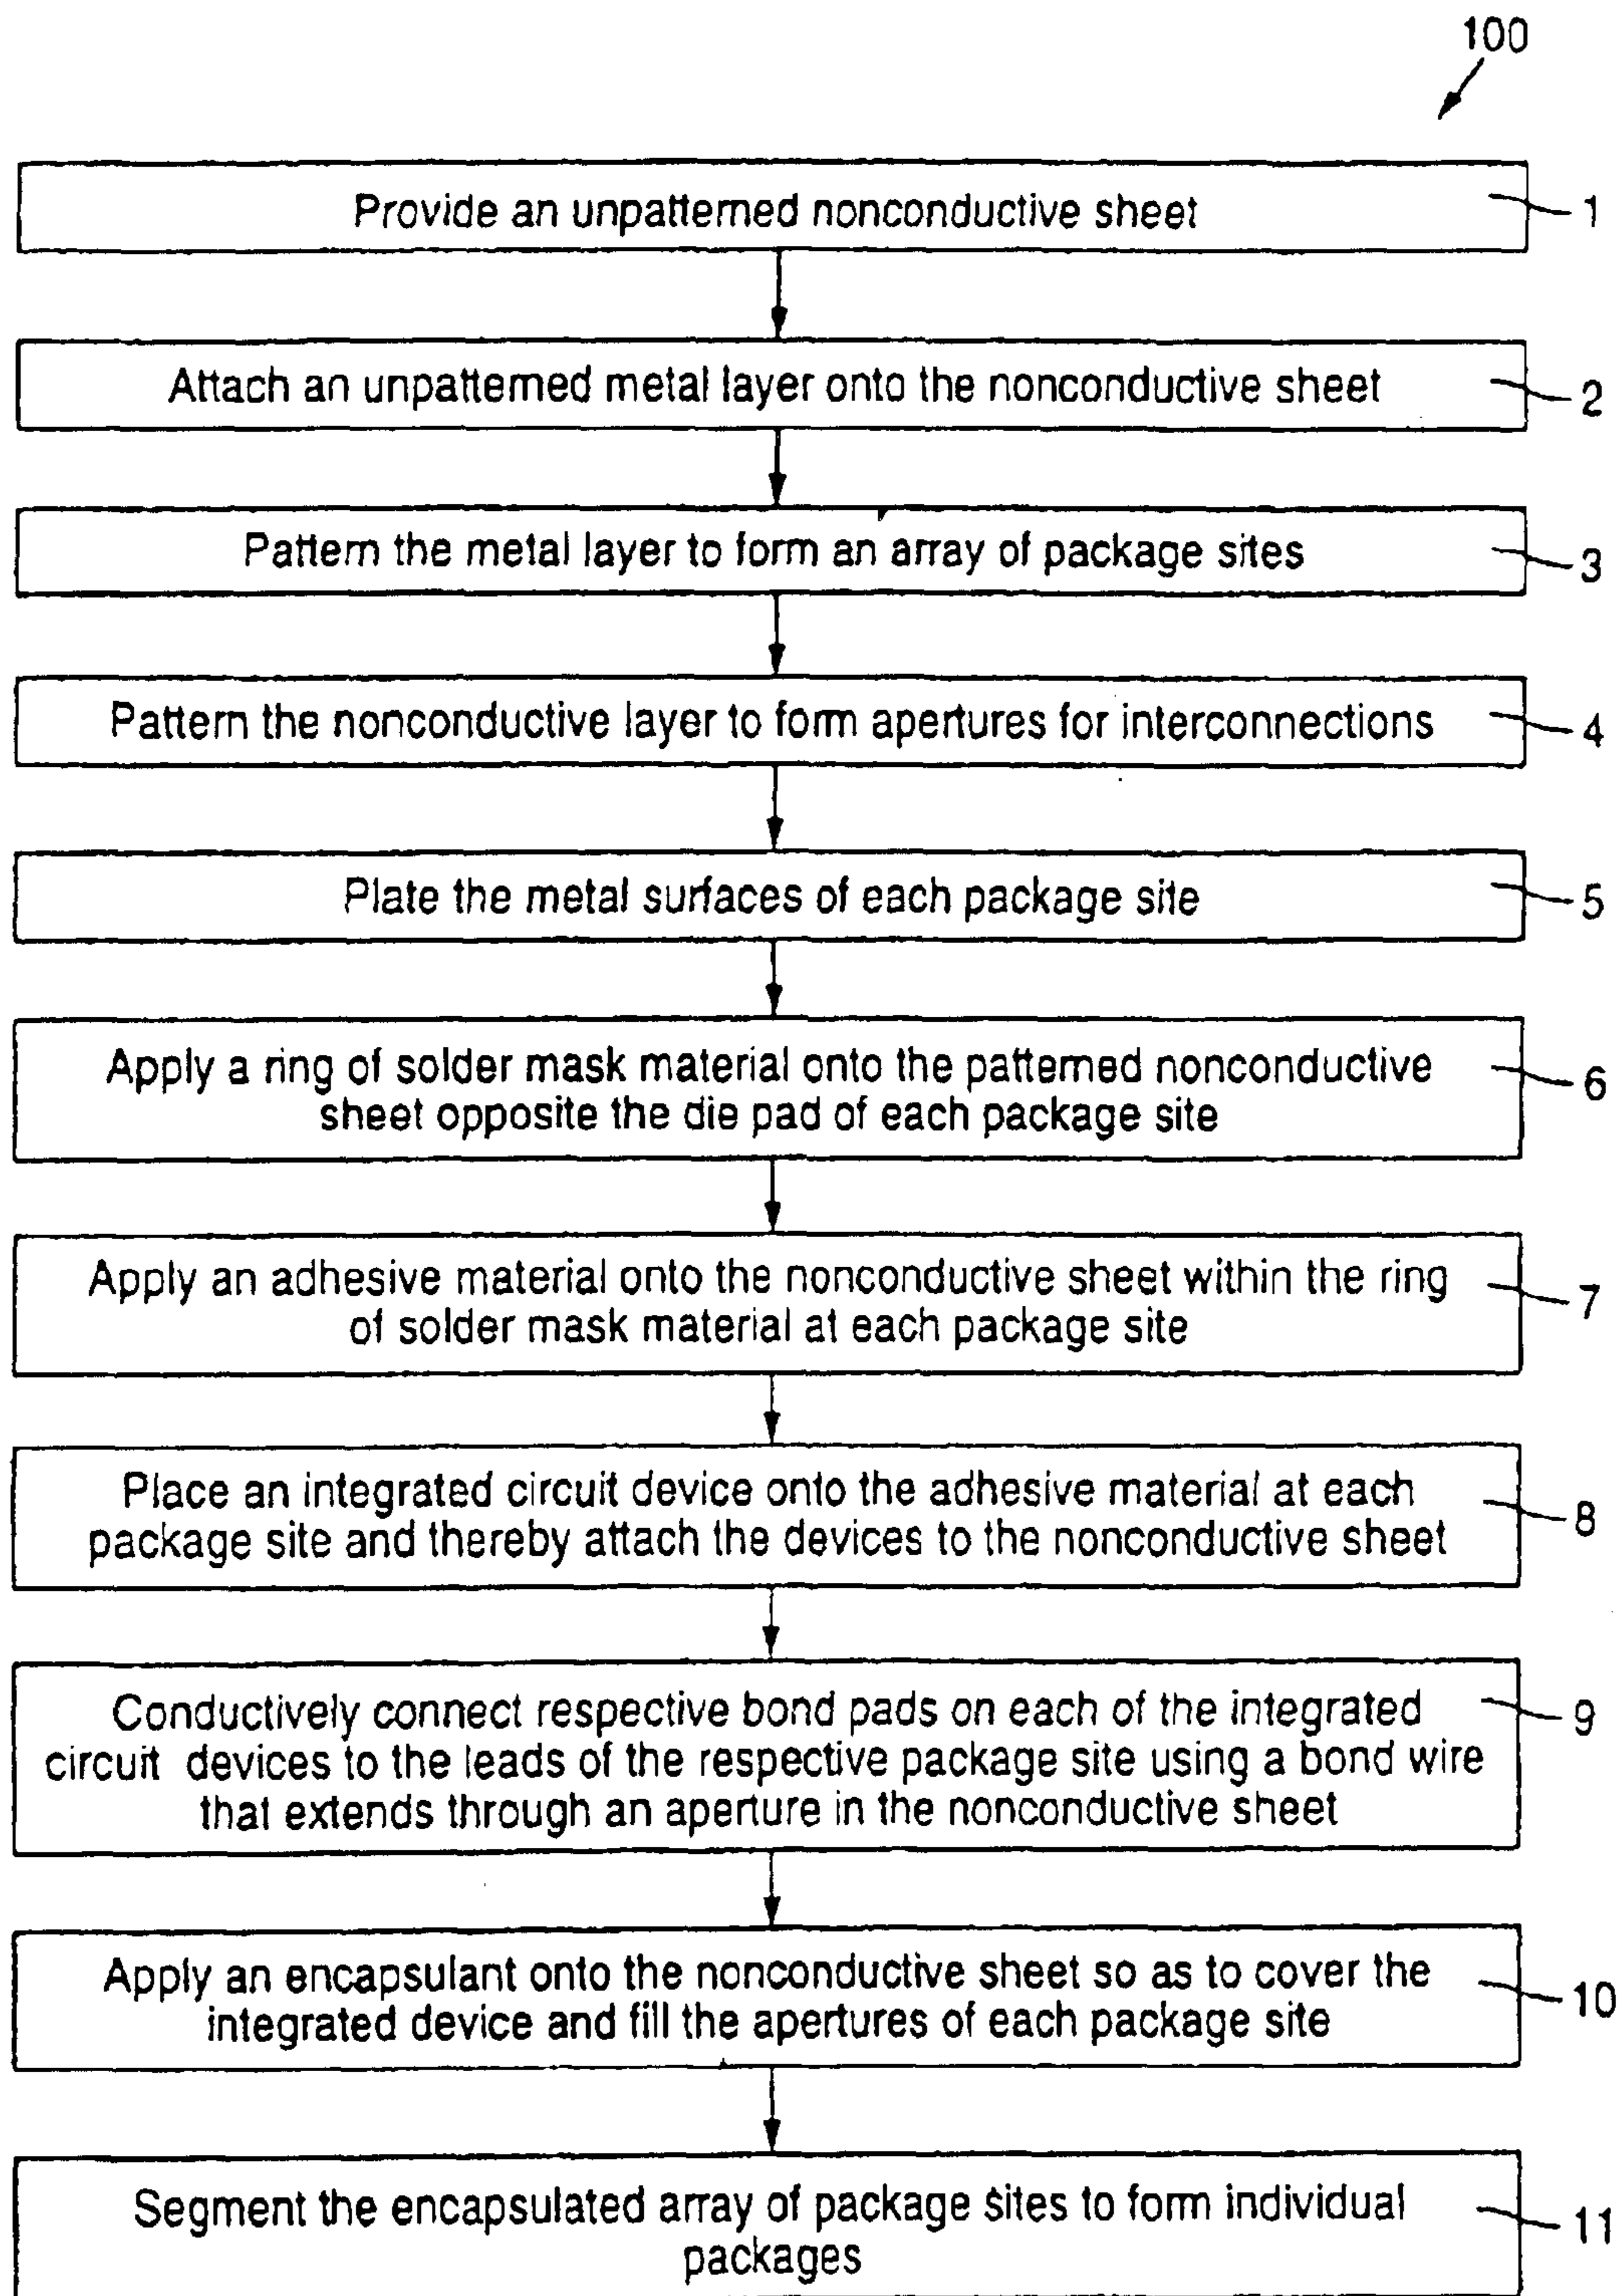 100
Provide an unpatterned nonconductive sheet
1
Attach an unpatterned metal layer onto the nonconductive sheet
2
Pattern the metal layer to form an array of package sites
3
Pattern the nonconductive layer to form apertures for interconnections
4
Plate the metal surfaces of each package site
5
Apply a ring of solder mask material onto the patterned nonconductive
sheet opposite the die pad of each package site
6
Apply an adhesive material onto the nonconductive sheet within the ring
of solder mask material at each package site
7
Place an integrated circuit device onto the adhesive material at each
package site and thereby attach the devices to the nonconductive sheet
8
Conductively connect respective bond pads on each of the integrated
circuit devices to the leads of the respective package site using a bond wire
that extends through an aperture in the nonconductive sheet
9
Apply an encapsulant onto the nonconductive sheet so as to cover the
integrated device and fill the apertures of each package site
10
Segment the encapsulated array of package sites to form individual
packages
11